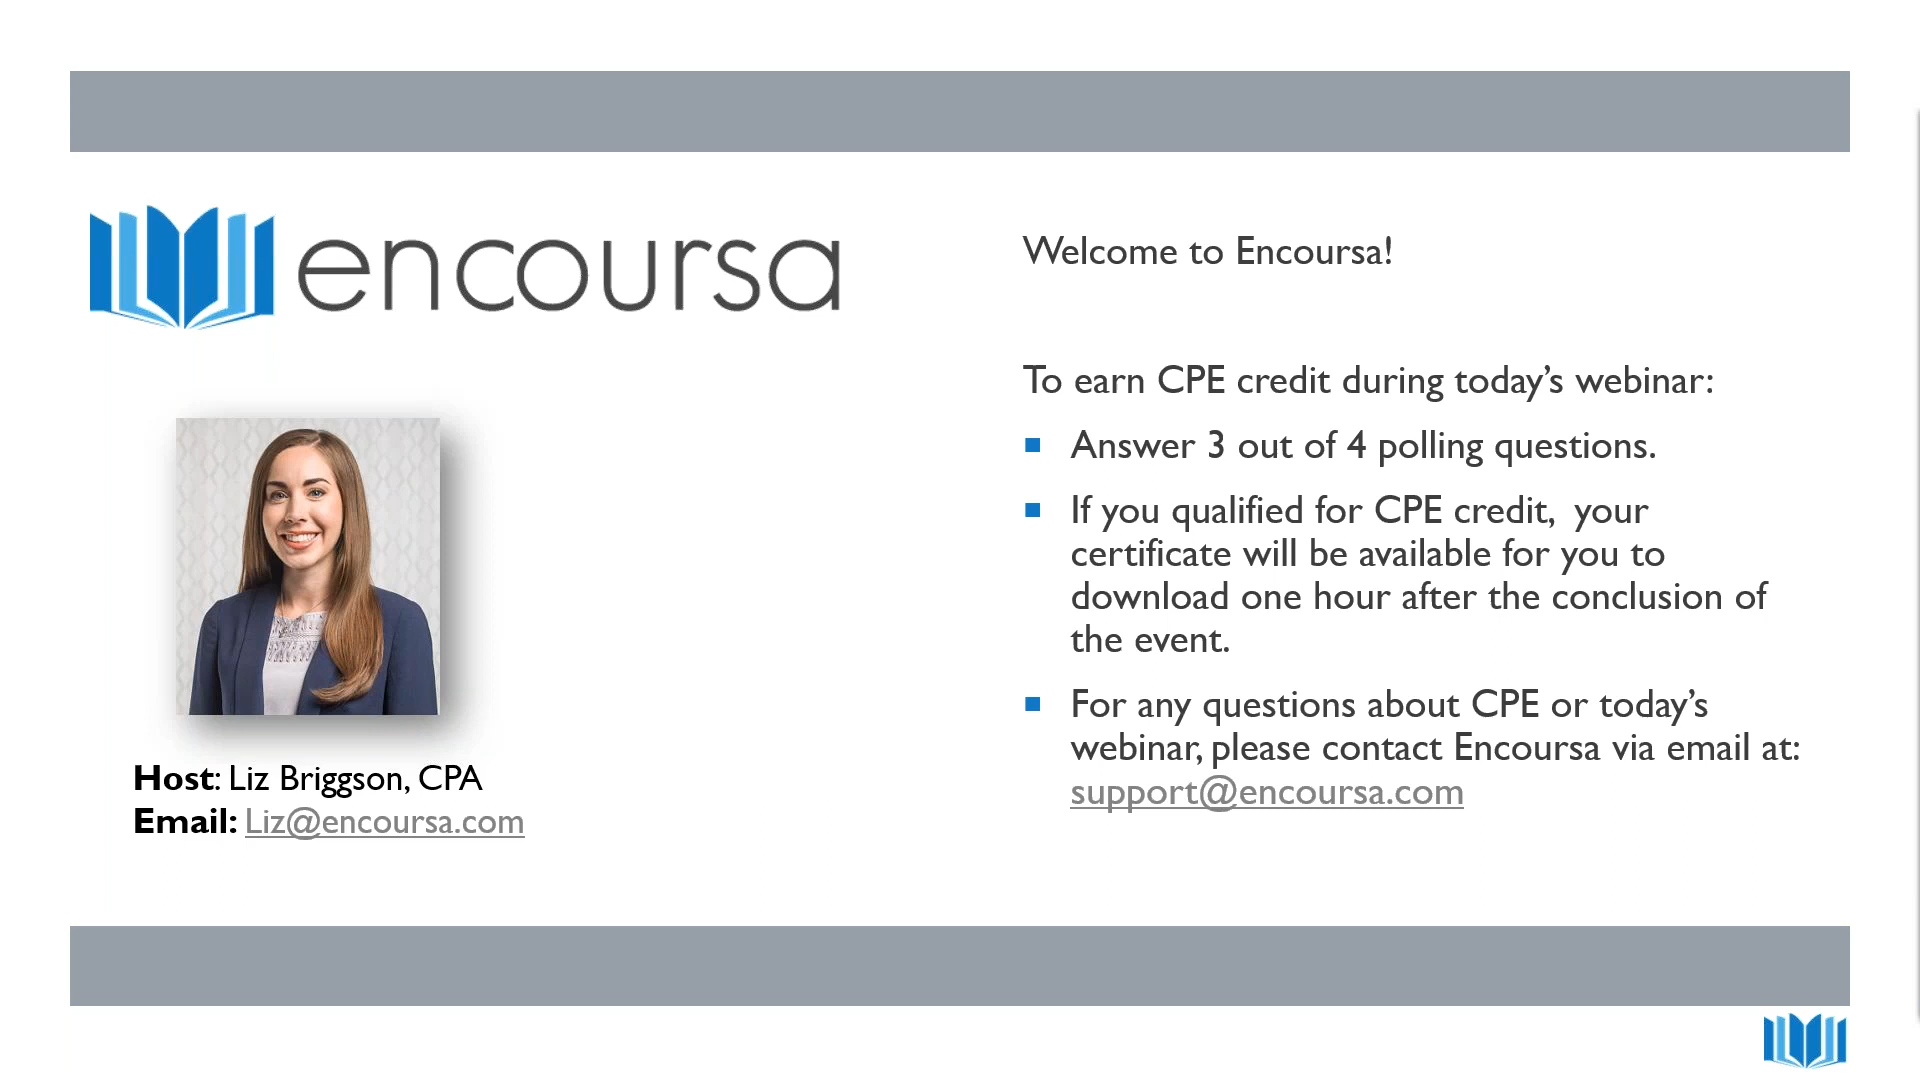 encoursa
Host: Liz Briggson, CPA
Email: Liz@encoursa.com
Welcome to Encoursa!
To earn CPE credit during today’s webinar:
Answer 3 out of 4 polling questions.
If you qualified for CPE credit,  your
certificate will be available for you to
download one hour after the conclusion of
the event.
For any questions about CPE or today’s
webinar, please contact Encoursa via email at:
support@encoursa.com